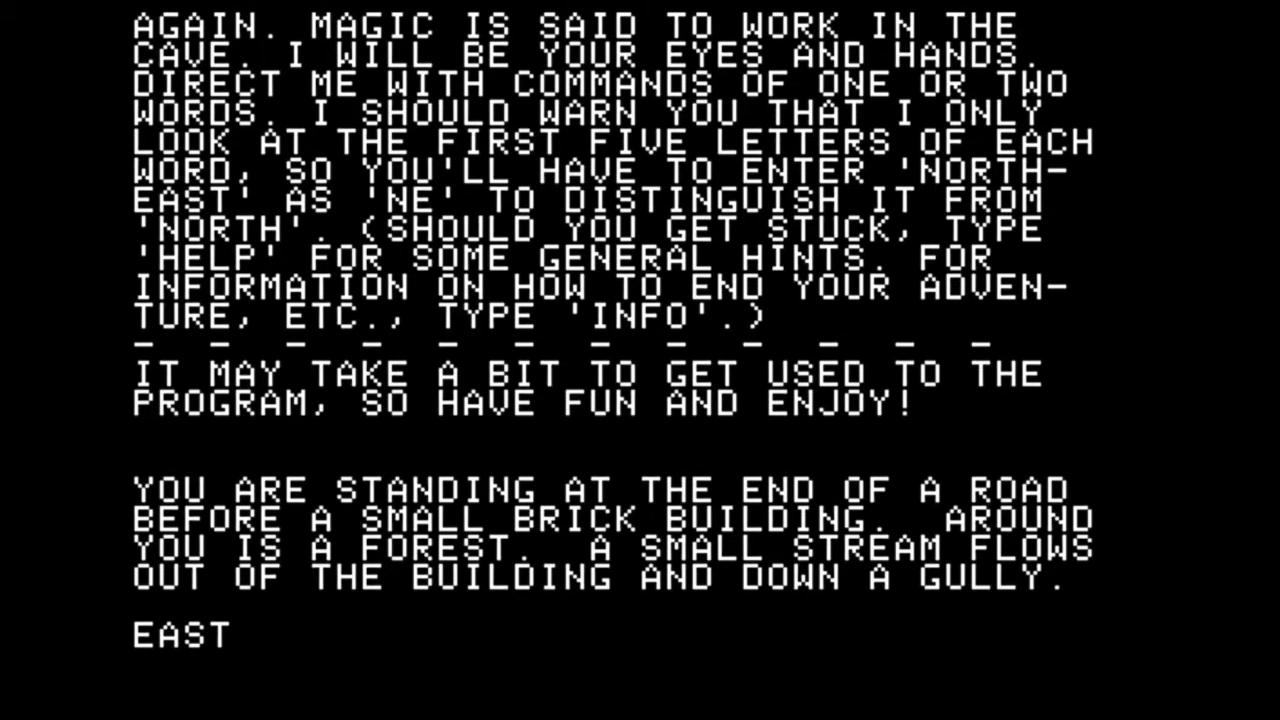 AGAIN. MAGIC IS SAID TO WORK IN THE
CAVE. I WILL BE YOUR EYES AND HANDS.
DIRECT ME WITH COMMANDS OF ONE OR TWO
WORDS. I SHOULD WARN YOU THAT I ONLY
LOOK AT THE FIRST FIVE LETTERS OF EACH
WORD, SO YOU'LL HAVE TO ENTER 'NORTH-
EAST' AS 'NE' TO DISTINGUISH IT FROM
'NORTH'. (SHOULD YOU GET STUCK, TYPE
'HELP' FOR SOME GENERAL HINTS. FOR
INFORMATION ON HOW TO END YOUR ADVEN-
TURE, ETC., TYPE 'INFO'.)
- - - - - - - - - - - -
IT MAY TAKE A BIT TO GET USED TO THE
PROGRAM, SO HAVE FUN AND ENJOY!
YOU ARE STANDING AT THE END OF A ROAD
BEFORE A SMALL BRICK BUILDING. AROUND
YOU IS A FOREST. A SMALL STREAM FLOWS
OUT OF THE BUILDING AND DOWN A GULLY.
EAST